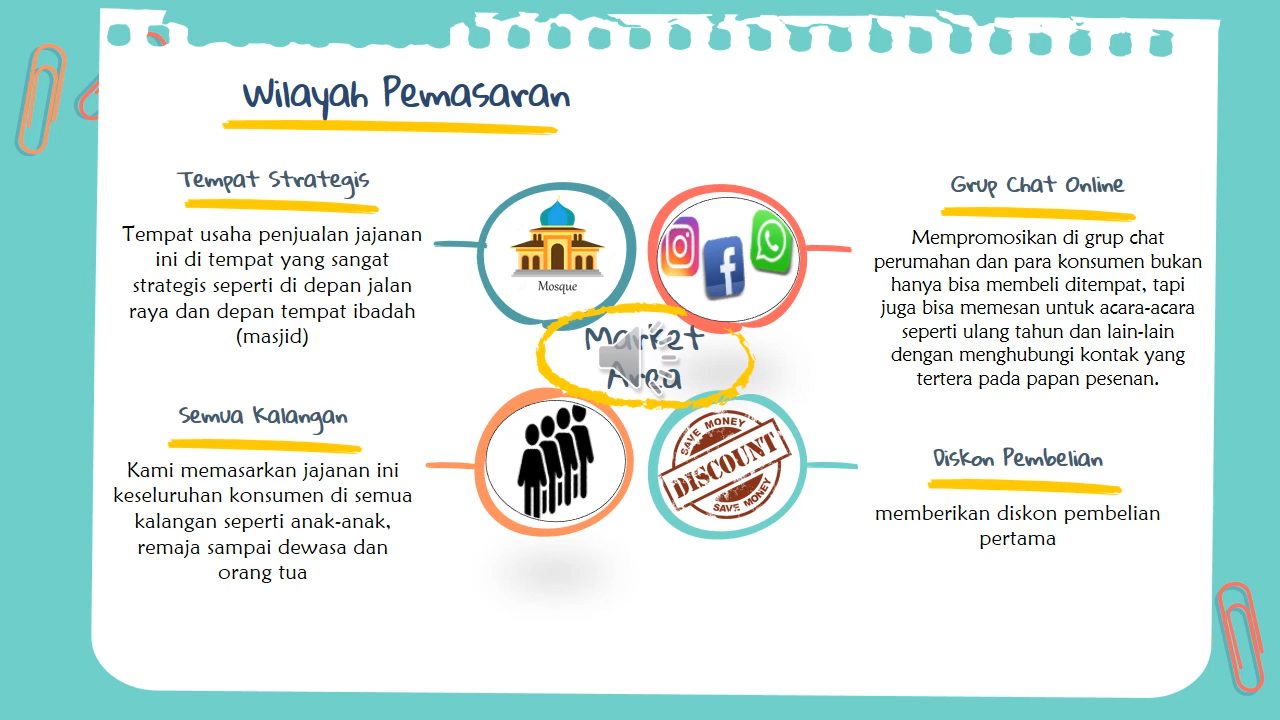 Wilayah Pemasaran
Tempat Strategis
Tempat usaha penjualan jajanan
ini di tempat yang sangat
strategis seperti di depan jalan
raya dan depan tempat ibadah
(masjid)
Semua Kalangan
Kami memasarkan jajanan ini
keseluruhan konsumen di semua
kalangan seperti anak-anak,
remaja sampai dewasa dan
orang tua
Mosque
Market
Area
SAVE MONEY
DISCOUNT
SAVE MONEY
Grup Chat Online
Mempromosikan di grup chat
perumahan dan para konsumen bukan
hanya bisa membeli ditempat, tapi
juga bisa memesan untuk acara-acara
seperti ulang tahun dan lain-lain
dengan menghubungi kontak yang
tertera pada papan pesenan.
Diskon Pembelian
memberikan diskon pembelian
pertama